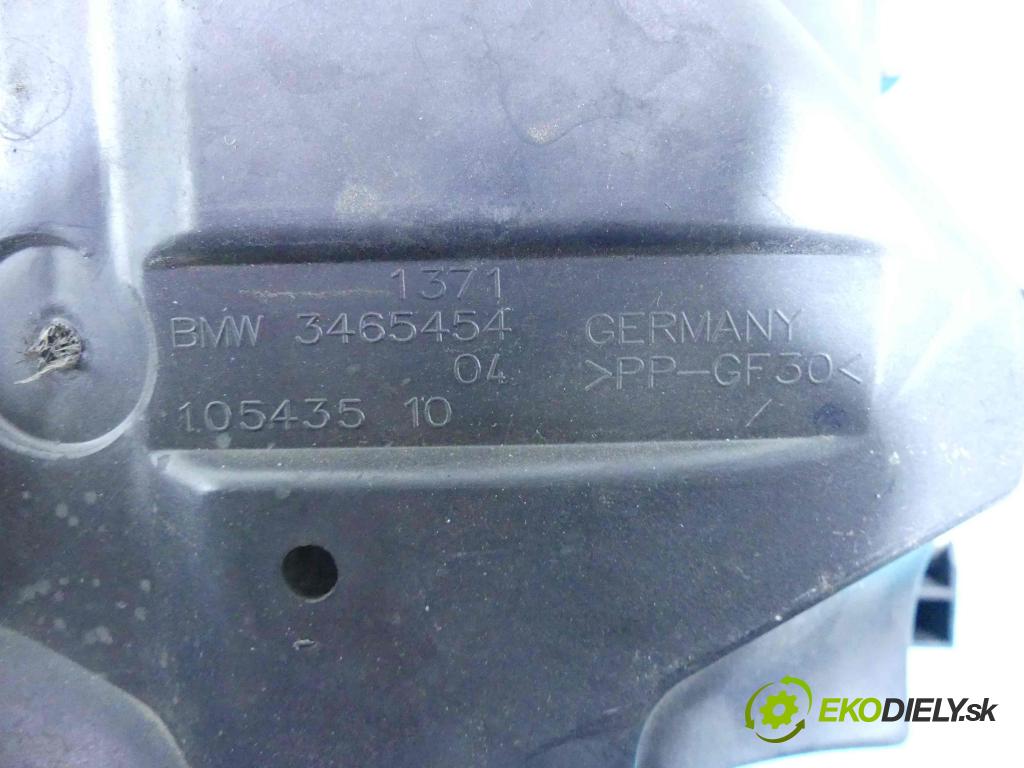 1371
BMW 3465454 GERMANY
04 >PP-GF30<
105435 10 /
EKODIELY.sk